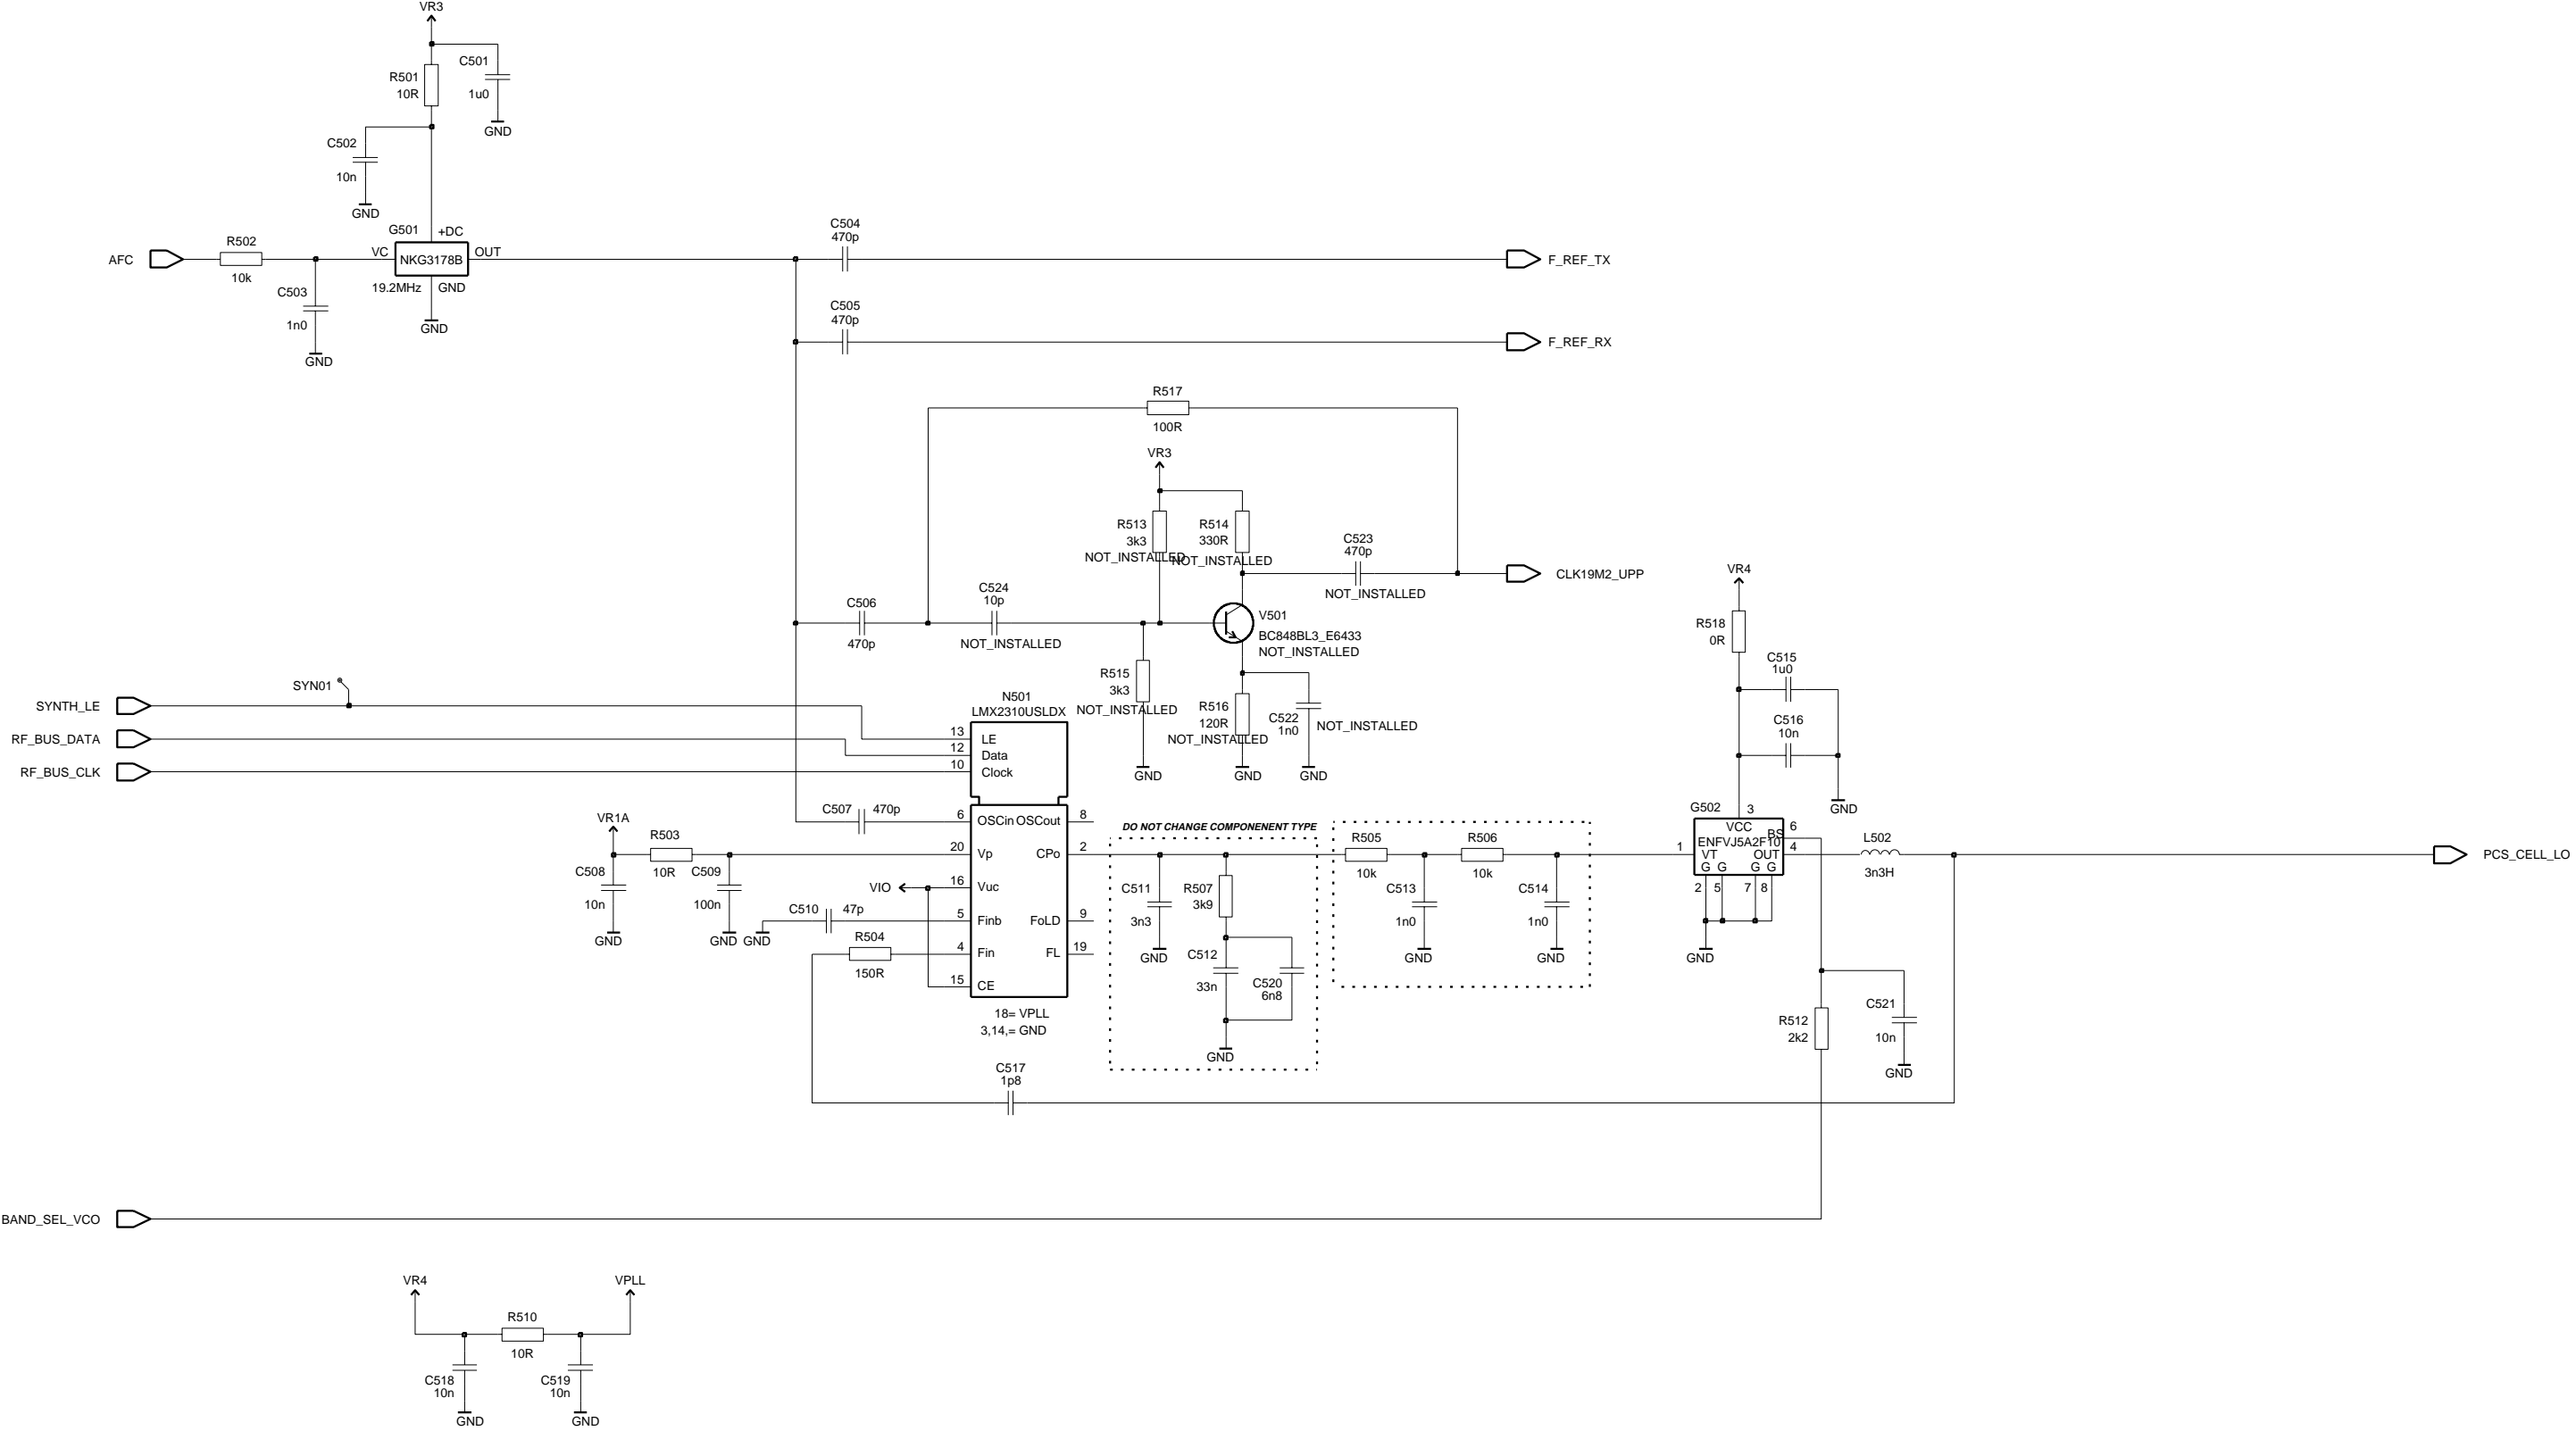 VR3
R501
10R
C501
1u0
GND
C502
10n
GND
G501
+DC
AFC
R502
10k
VC
NKG3178B
OUT
19.2MHz
GND
GND
C503
1n0
GND
C504
470p
F_REF_TX
C505
470p
F_REF_RX
R517
100R
VR3
R513
3k3
NOT_INSTALLED
R514
330R
NOT_INSTALLED
C523
470p
NOT_INSTALLED
CLK19M2_UPP
C506
470p
C524
10p
NOT_INSTALLED
V501
BC848BL3_E6433
NOT_INSTALLED
R515
3k3
NOT_INSTALLED
GND
R516
120R
NOT_INSTALLED
GND
C522
1n0
NOT_INSTALLED
GND
VR4
R518
0R
C515
1u0
C516
10n
GND
SYN01
SYNTH_LE
RF_BUS_DATA
RF_BUS_CLK
N501
LMX2310USLDX
13
LE
12
Data
10
Clock
C507
470p
6
OSCin
OSCout
8
VR1A
R503
10R
20
Vp
CPo
2
C508
10n
GND
C509
100n
GND
VIO
16
Vuc
C510
47p
GND
5
Finb
FoLD
9
R504
150R
4
Fin
FL
19
15
CE
18= VPLL
3,14,= GND
DO NOT CHANGE COMPONENENT TYPE
C511
3n3
GND
R507
3k9
C512
33n
C520
6n8
GND
R505
10k
R506
10k
C513
1n0
GND
C514
1n0
GND
G502
3
VCC
BS
6
ENFVJ5A2F10
1
VT
OUT
4
G
G
G
G
2
5
7
8
GND
L502
3n3H
PCS_CELL_LO
R512
2k2
C521
10n
GND
C517
1p8
BAND_SEL_VCO
VR4
VPLL
R510
10R
C518
10n
GND
C519
10n
GND